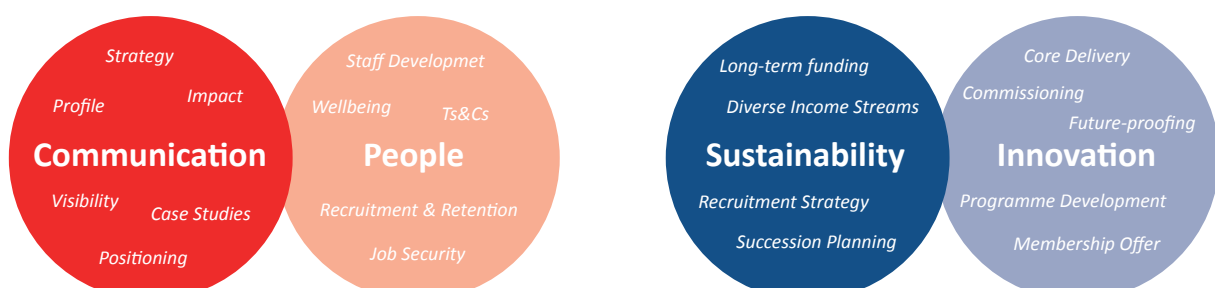 Strategy
Profile
Impact
Communication
Visibility
Case Studies
Positioning
Staff Developmet
Wellbeing
Ts&Cs
People
Recruitment & Retention
Job Security
Long-term funding
Diverse Income Streams
Sustainability
Recruitment Strategy
Succession Planning
Core Delivery
Commissioning
Future-proofing
Innovation
Programme Development
Membership Offer